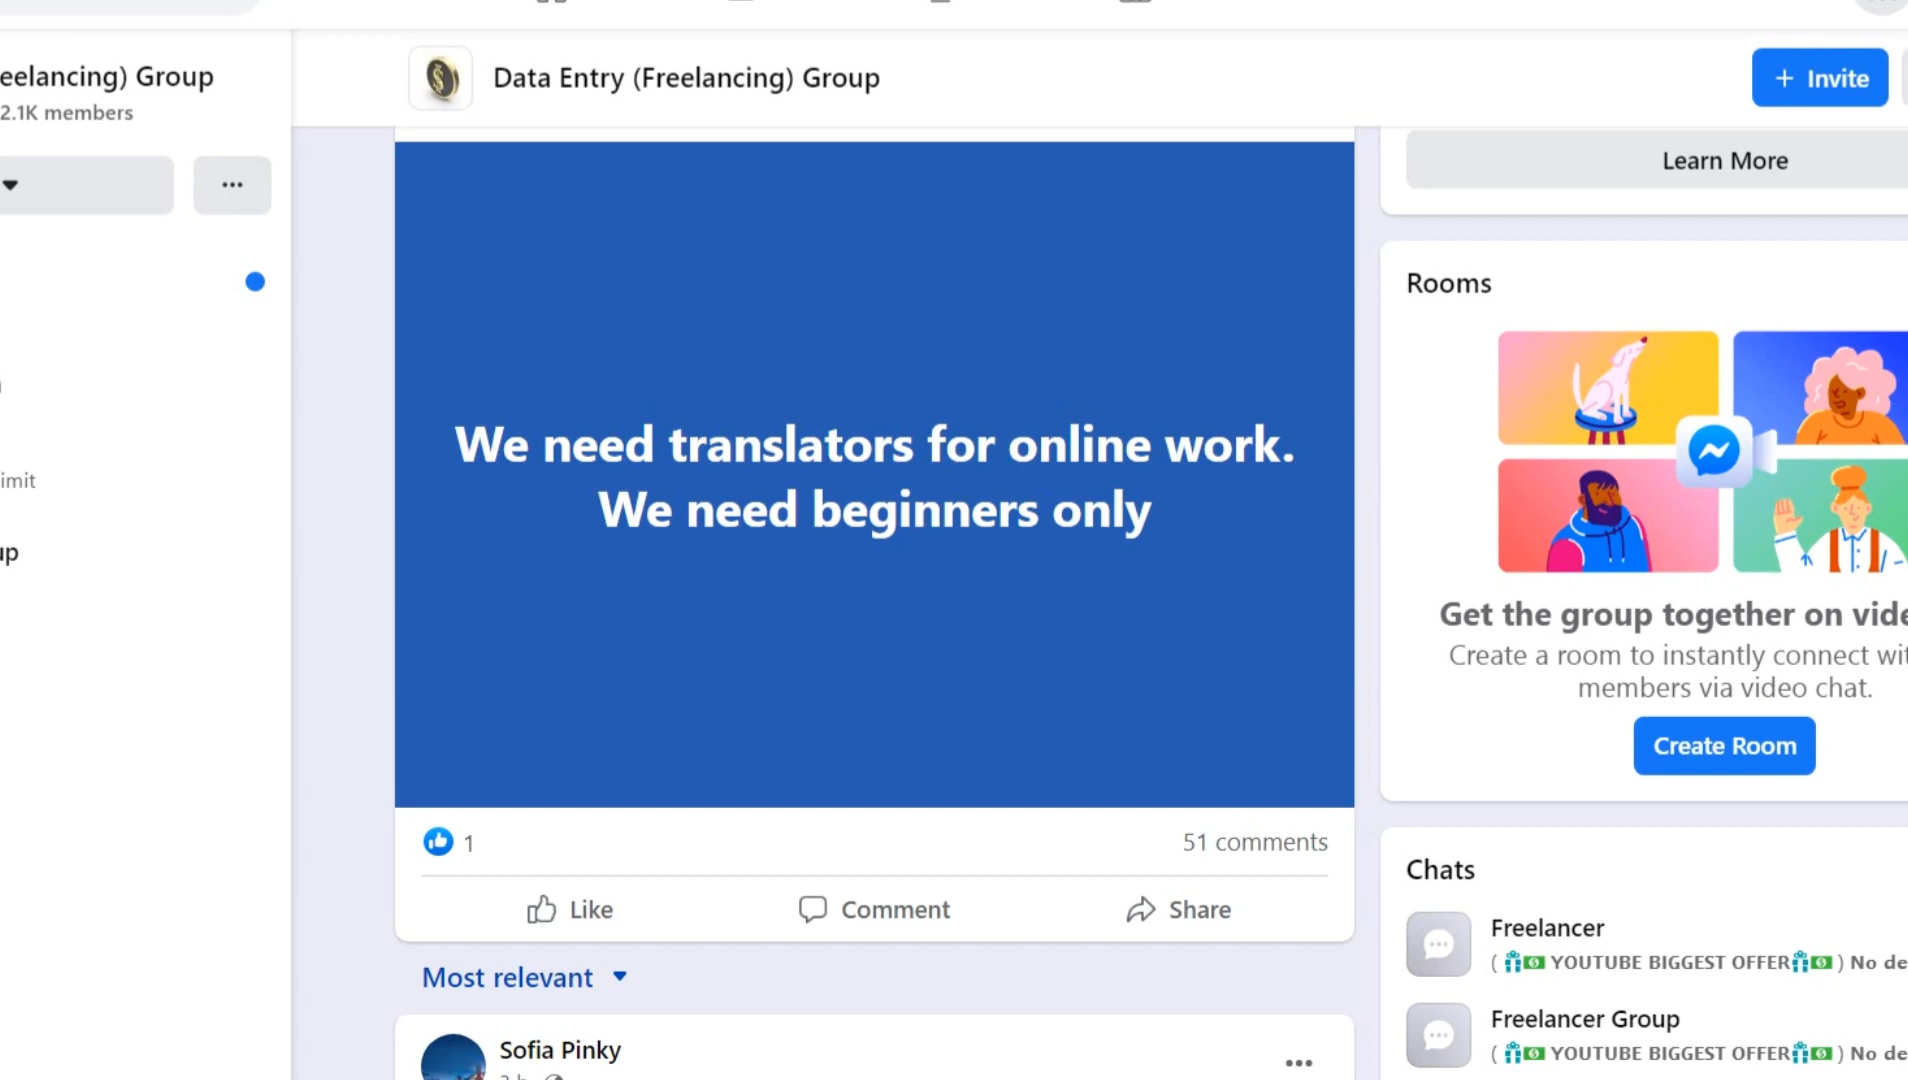 eelancing) Group
2.1K members
Data Entry (Freelancing) Group
+ Invite
Learn More
imit
up
We need translators for online work.
We need beginners only
1
51 comments
Like
Comment
Share
Most relevant
Sofia Pinky
Rooms
Get the group together on vide
Create a room to instantly connect wit
members via video chat.
Create Room
Chats
Freelancer
( 🎁💵 YOUTUBE BIGGEST OFFER🎁💵 ) No de
Freelancer Group
( 🎁💵 YOUTUBE BIGGEST OFFER🎁💵 ) No de